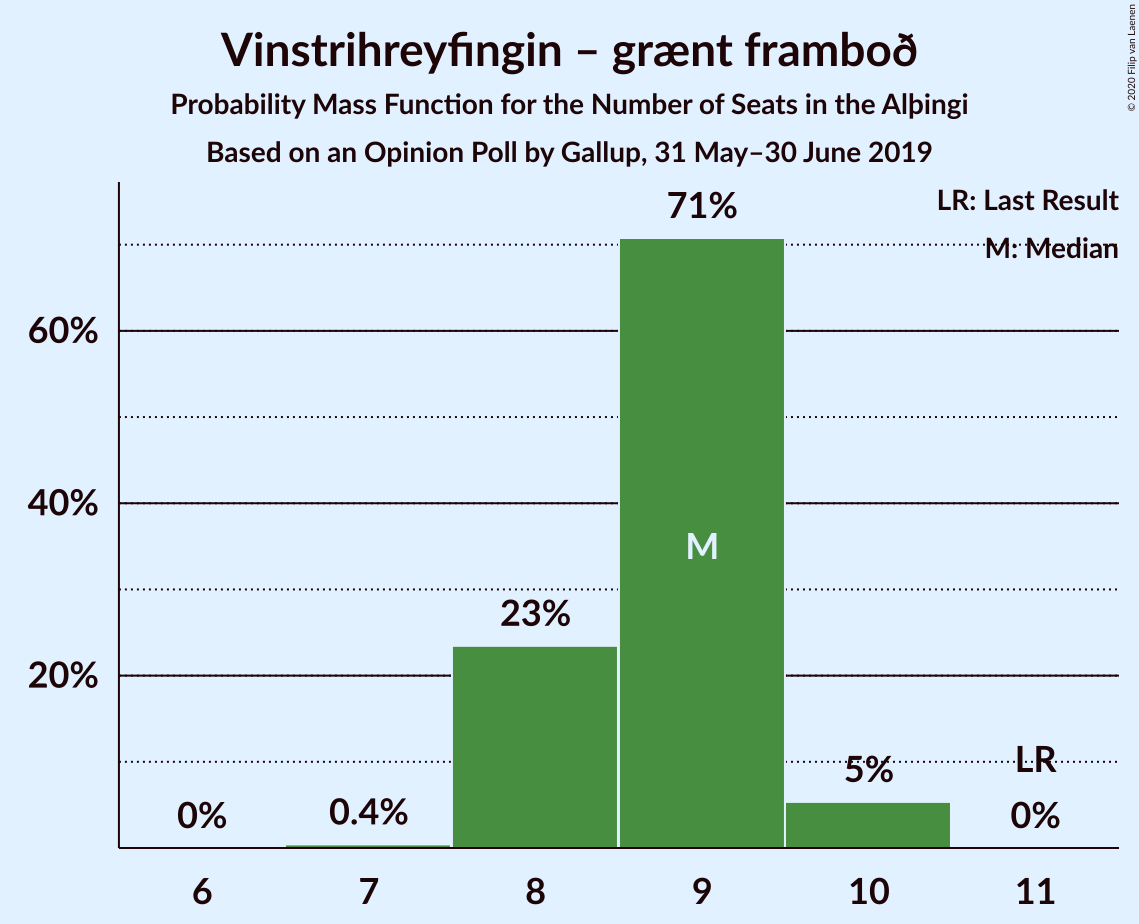 Vinstrihreyfingin – grænt framboð
Probability Mass Function for the Number of Seats in the Alþingi
Based on an Opinion Poll by Gallup, 31 May–30 June 2019
© 2020 Filip van Laenen
LR: Last Result
M: Median
71%
60%
40%
M
23%
20%
LR
5%
0%
0.4%
0%
6
7
8
9
10
11